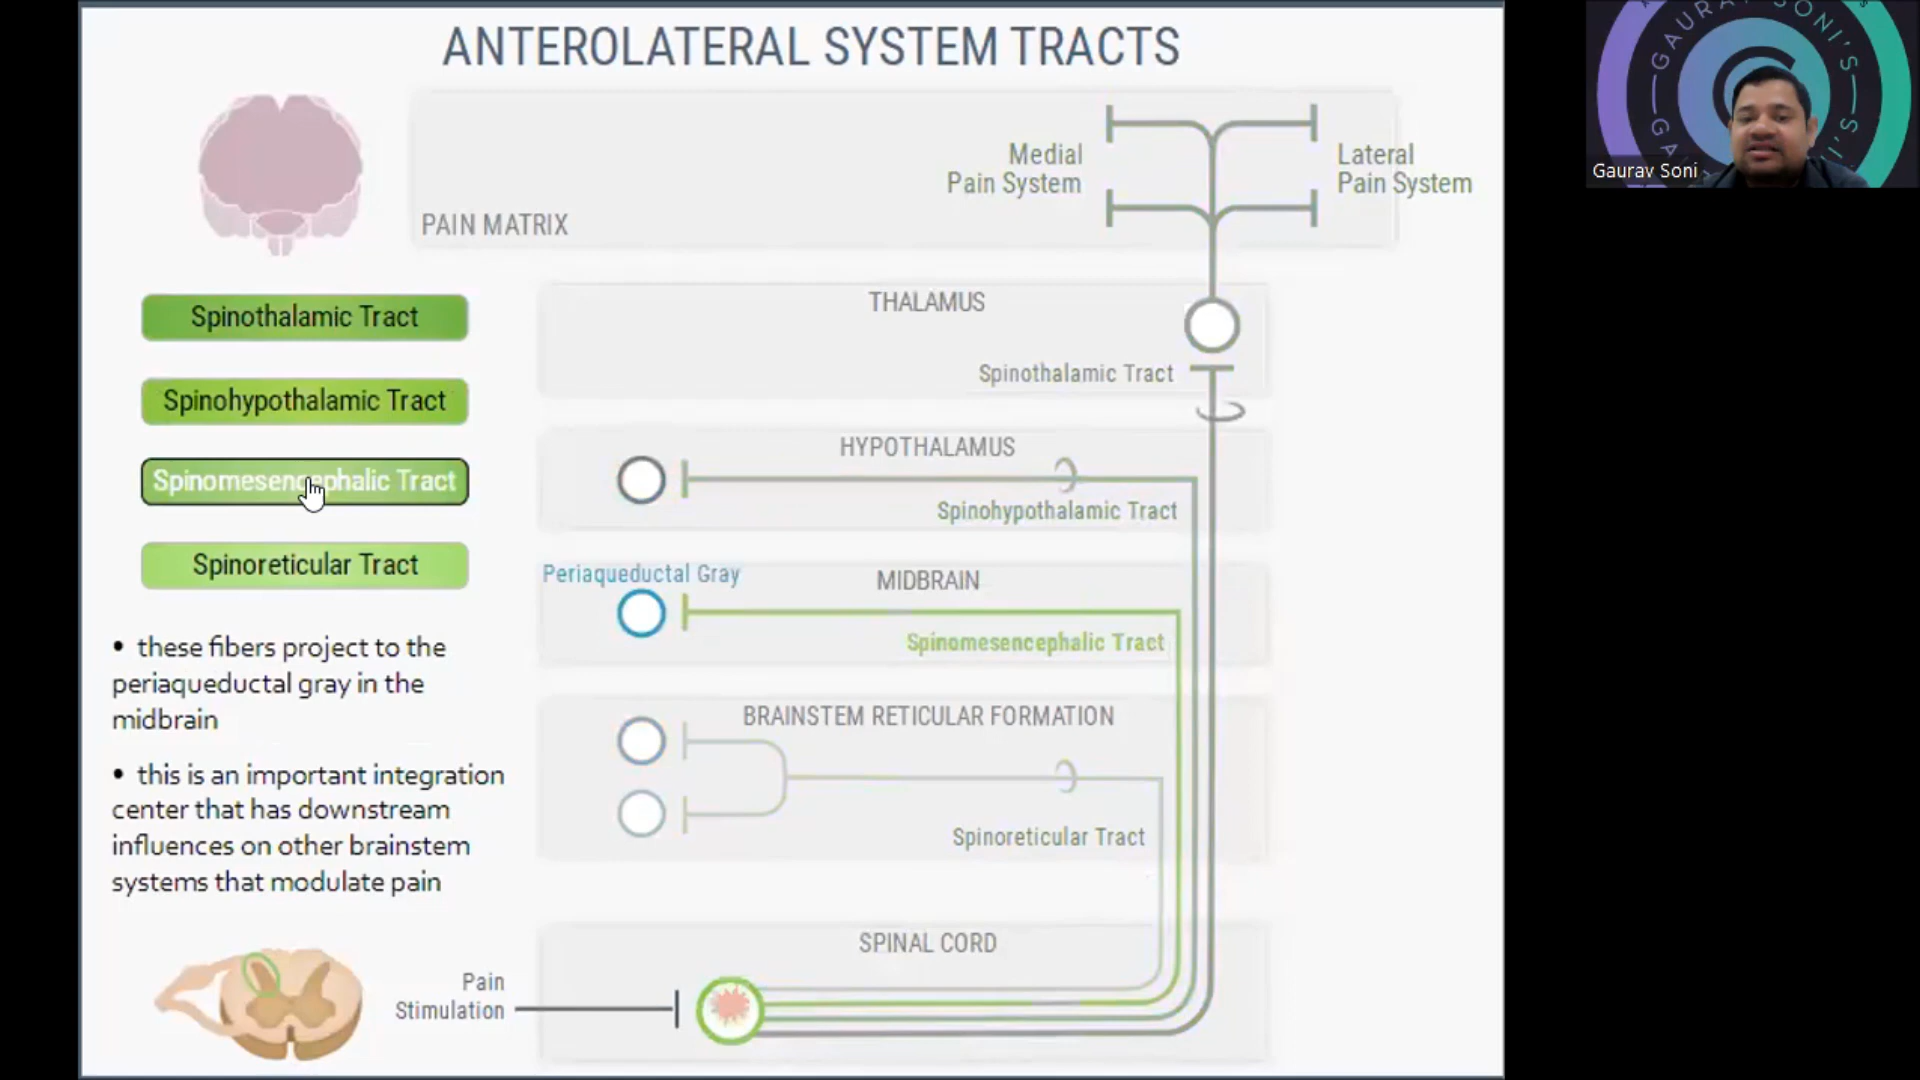 ANTEROLATERAL SYSTEM TRACTS
Medial
Pain System
Lateral
Pain System
PAIN MATRIX
Spinothalamic Tract
Spinohypothalamic Tract
Spinomesencephalic Tract
Spinoreticular Tract
• these fibers project to the
periaqueductal gray in the
midbrain
• this is an important integration
center that has downstream
influences on other brainstem
systems that modulate pain
THALAMUS
Spinothalamic Tract
HYPOTHALAMUS
Spinohypothalamic Tract
Periaqueductal Gray
MIDBRAIN
Spinomesencephalic Tract
BRAINSTEM RETICULAR FORMATION
Spinoreticular Tract
SPINAL CORD
Pain
Stimulation
GAURAV SONI'S
Gaurav Soni